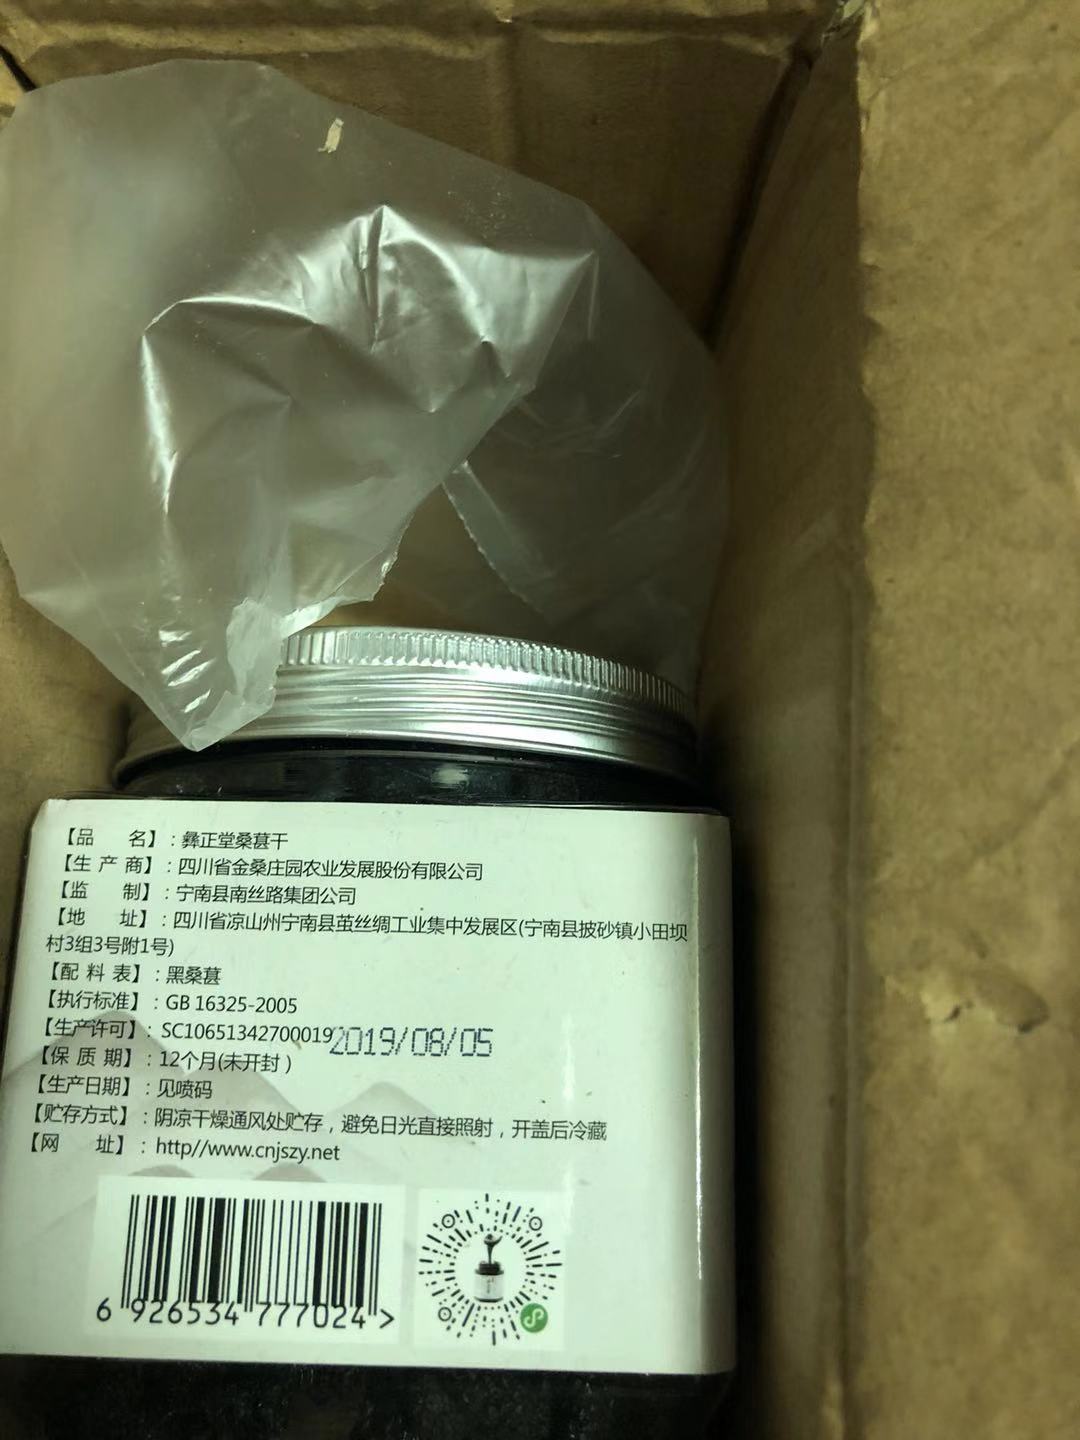 【品　　名】：彝正堂桑葚干
【生 产 商】：四川省金桑庄园农业发展股份有限公司
【监　　制】：宁南县南丝路集团公司
【地　　址】：四川省凉山州宁南县茧丝绸工业集中发展区(宁南县披砂镇小田坝
村3组3号附1号)
【配 料 表】：黑桑葚
【执行标准】：GB 16325-2005
【生产许可】：SC10651342700019
2019/08/05
【保 质 期】：12个月(未开封）
【生产日期】：见喷码
【贮存方式】：阴凉干燥通风处贮存，避免日光直接照射，开盖后冷藏
【网　　址】：http//www.cnjszy.net
6 926534 777024 >